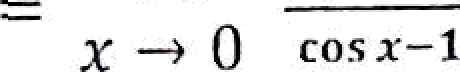 =
x → 0 cos x−1